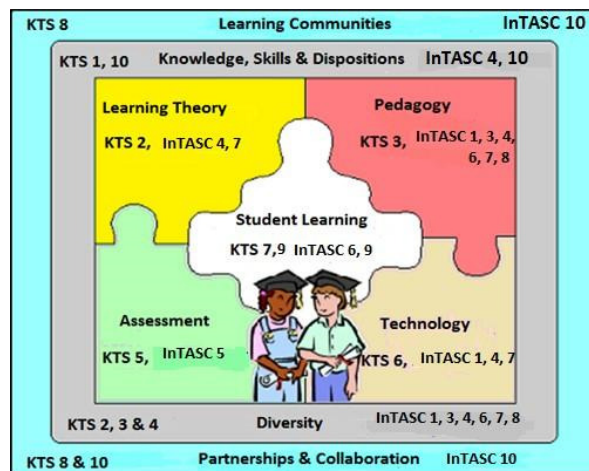 KTS 8 Learning Communities InTASC 10
KTS 1, 10 Knowledge, Skills & Dispositions InTASC 4, 10
Learning Theory
KTS 2, InTASC 4, 7
Pedagogy
KTS 3, InTASC 1, 3, 4,
6, 7, 8
Student Learning
KTS 7,9 InTASC 6, 9
Assessment
KTS 5, InTASC 5
Technology
KTS 6, InTASC 1, 4, 7
KTS 2, 3 & 4 Diversity InTASC 1, 3, 4, 6, 7, 8
KTS 8 & 10 Partnerships & Collaboration InTASC 10